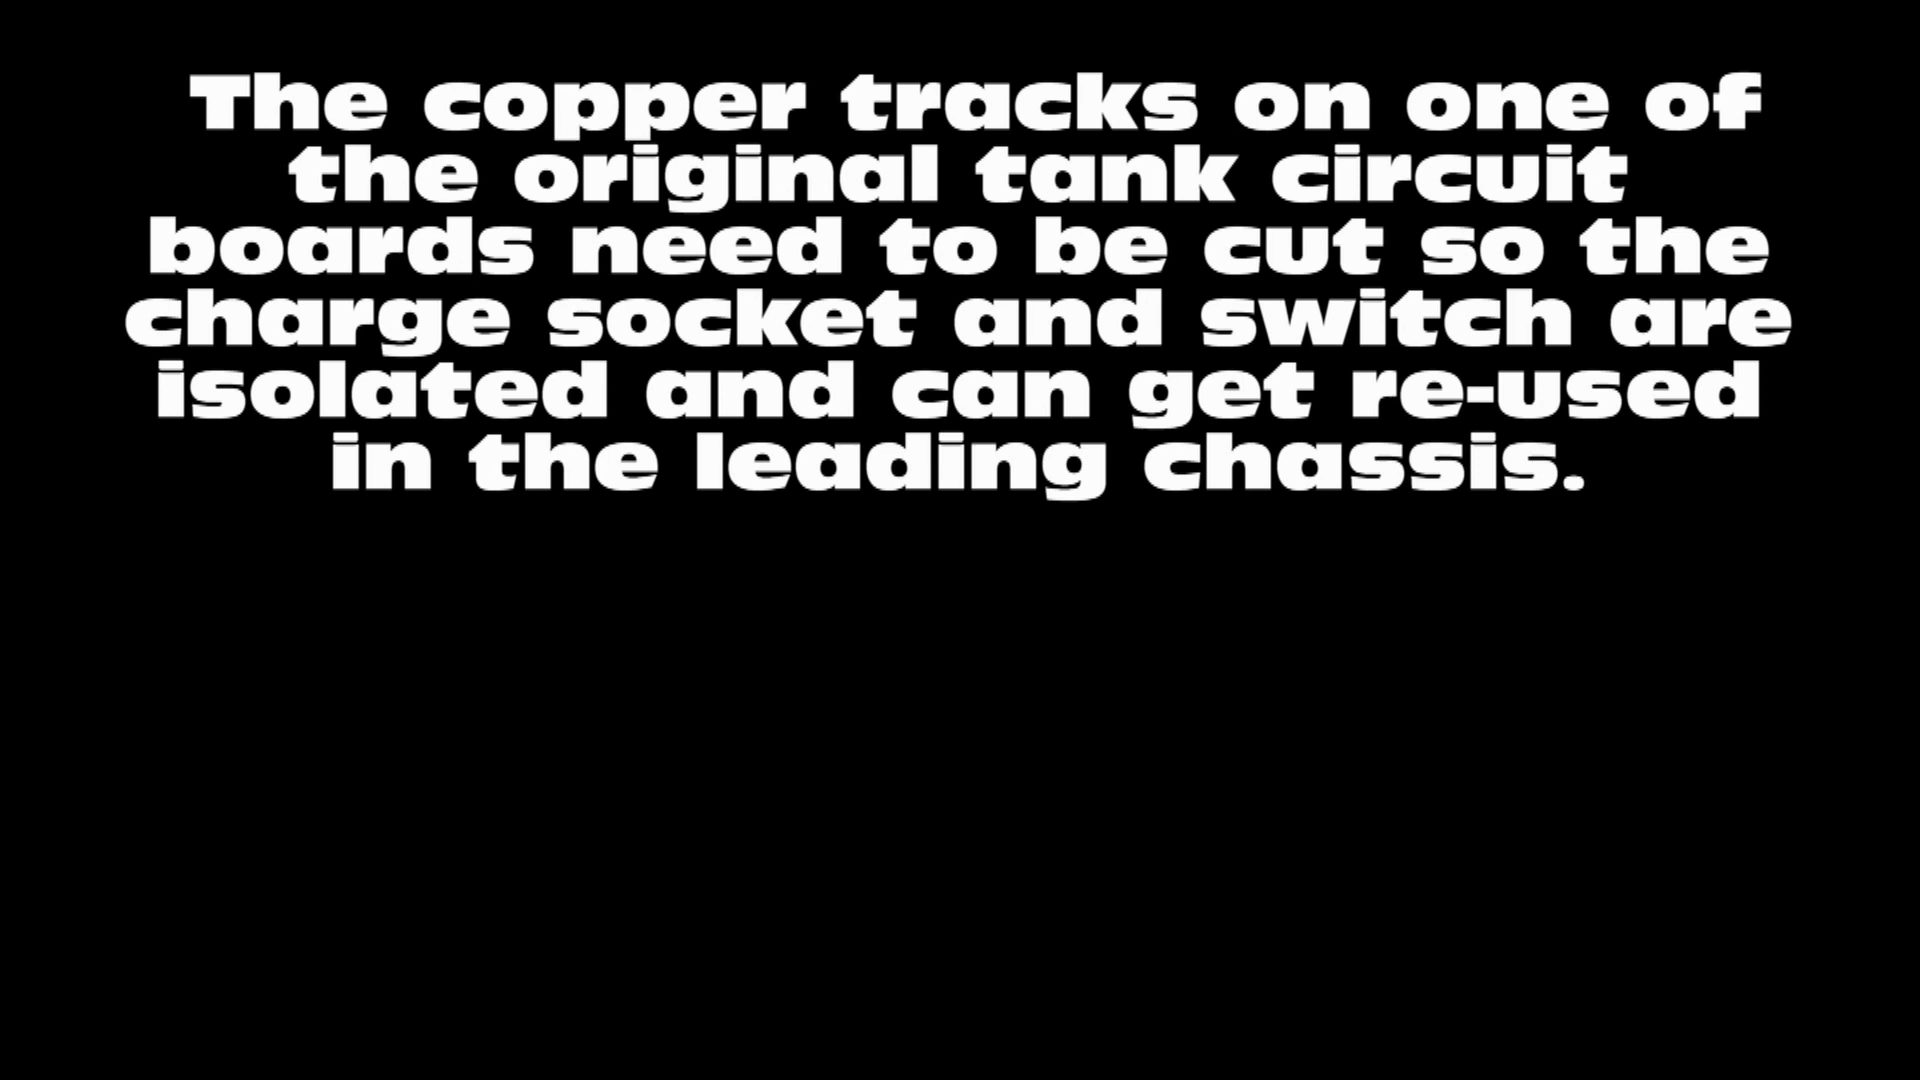 The copper tracks on one of
the original tank circuit
boards need to be cut so the
charge socket and switch are
isolated and can get re-used
in the leading chassis.